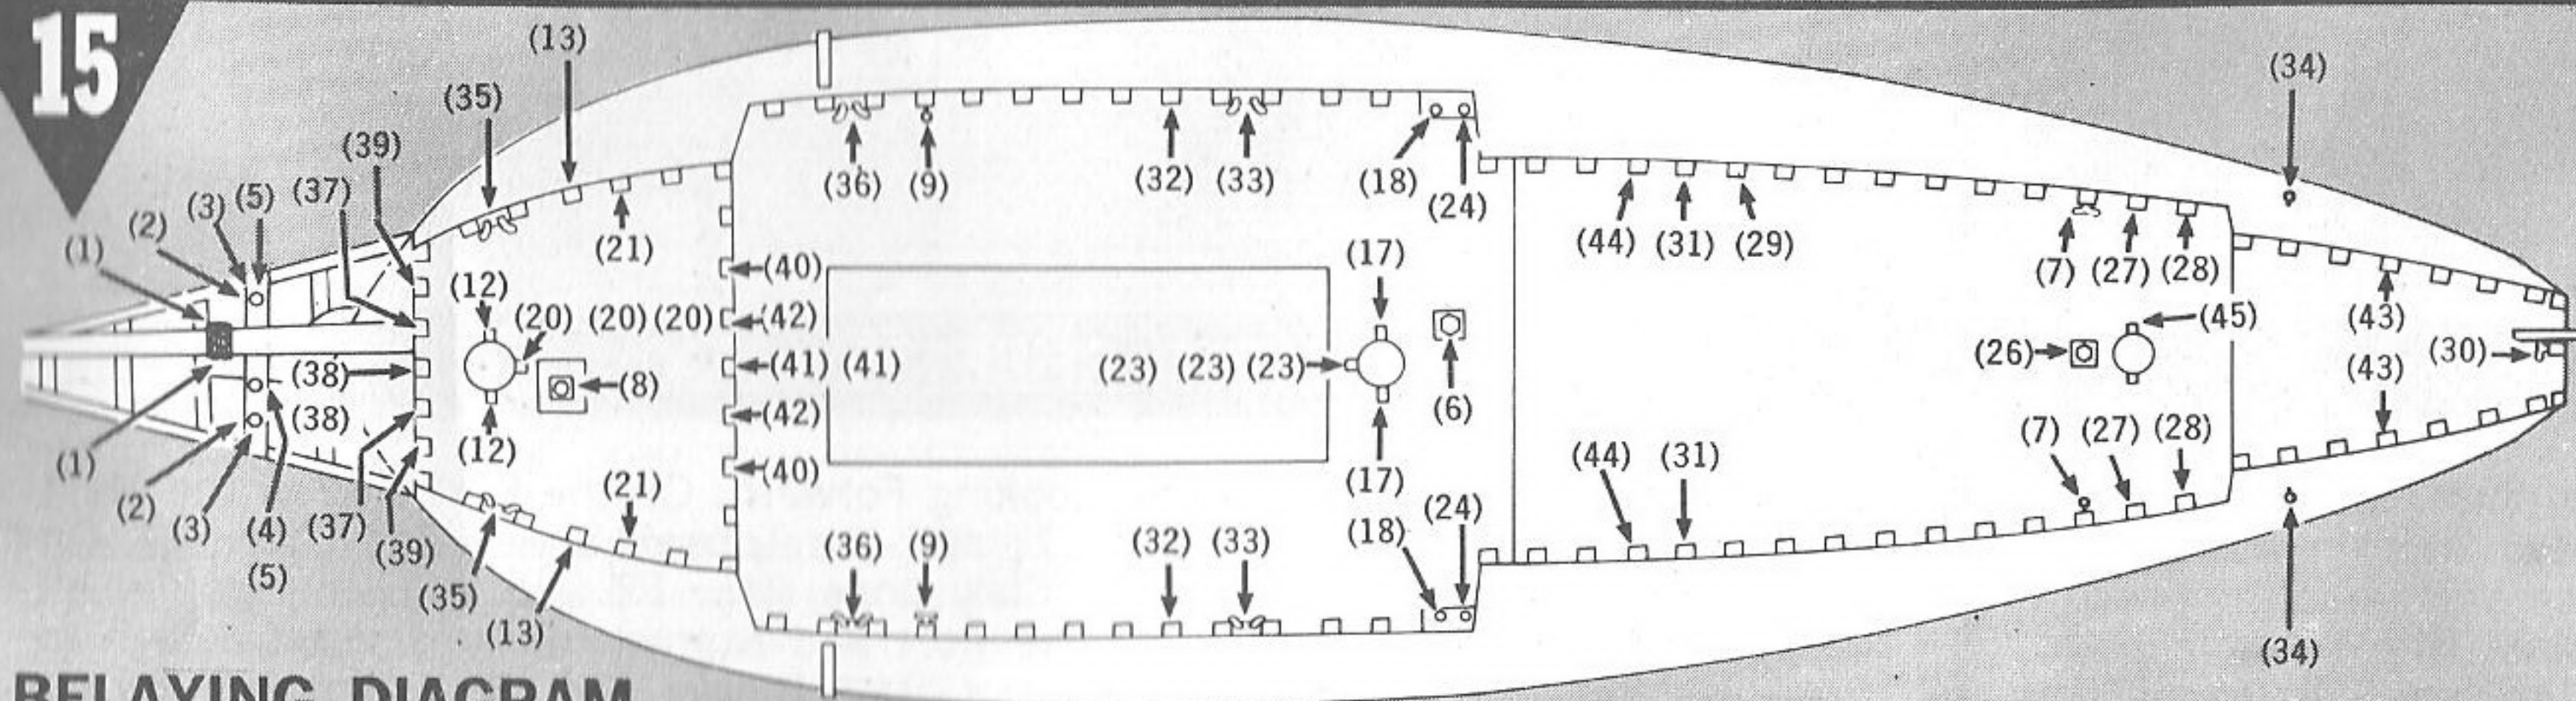 15
(13)
(34)
(35)
(39)
(36) (9) (32) (33) (18)
(3) (5) (37)
(24)
(2)
(21) (44) (31) (29)
(1)
(17)
(7) (27) (28)
(40)
(12)
(20) (20) (20) (42) (45) (43)
(26) (30)
(38) (41) (41) (23) (23) (23)
(8) (43)
(6)
(38) (42)
(12) (7) (27) (28)
(1) (40) (44) (31)
(21) (17)
(2) (24)
(3) (4) (37) (18)
(39) (36) (9) (32) (33)
(5)
(35)
(13)
(34)
BELAYING DIAGRAM